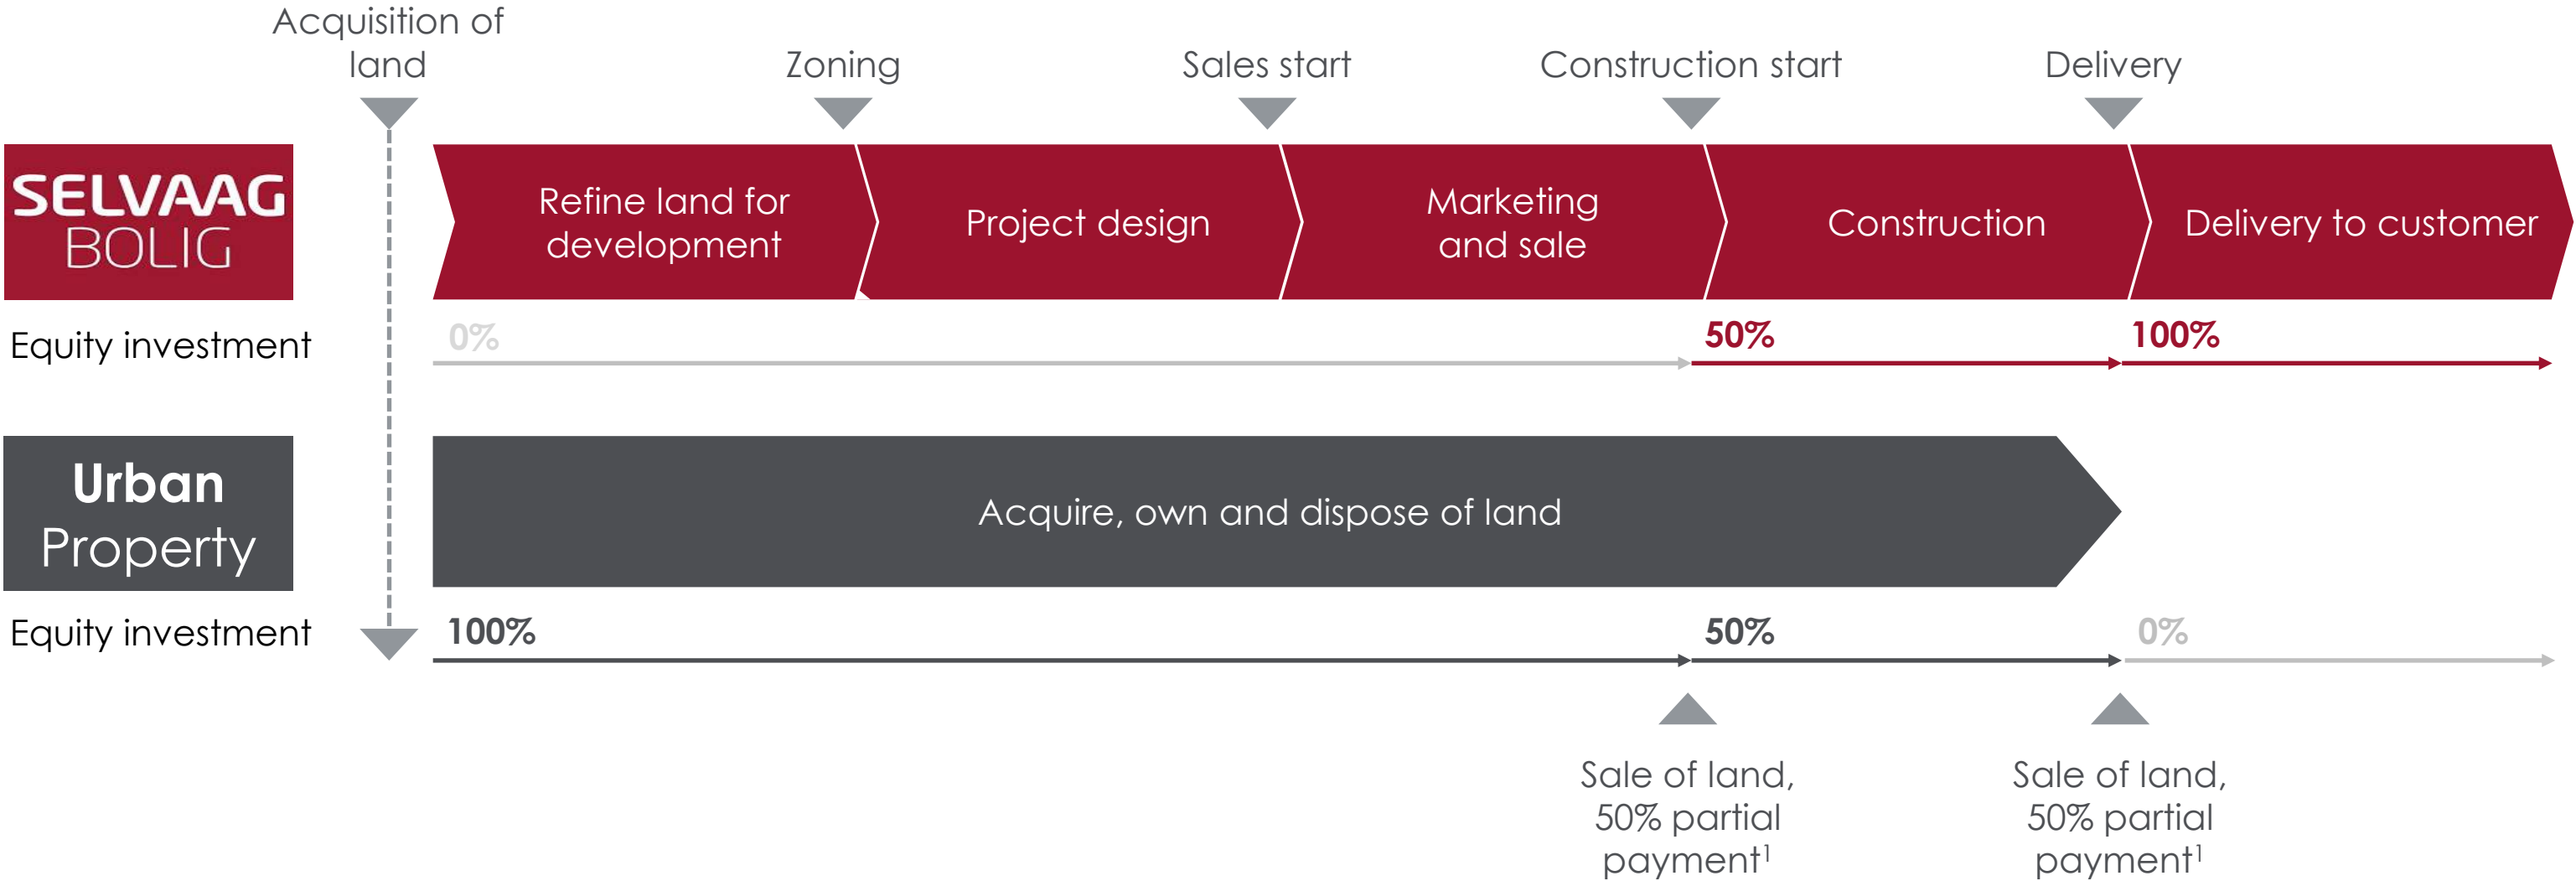 Acquisition of
land
Zoning
Sales start
Construction start
Delivery
SELVAAG
BOLIG
Refine land for
development
Project design
Marketing
and sale
Construction
Delivery to customer
Equity investment
0%
50%
100%
Urban
Property
Acquire, own and dispose of land
Equity investment
100%
50%
0%
Sale of land,
50% partial
payment¹
Sale of land,
50% partial
payment¹